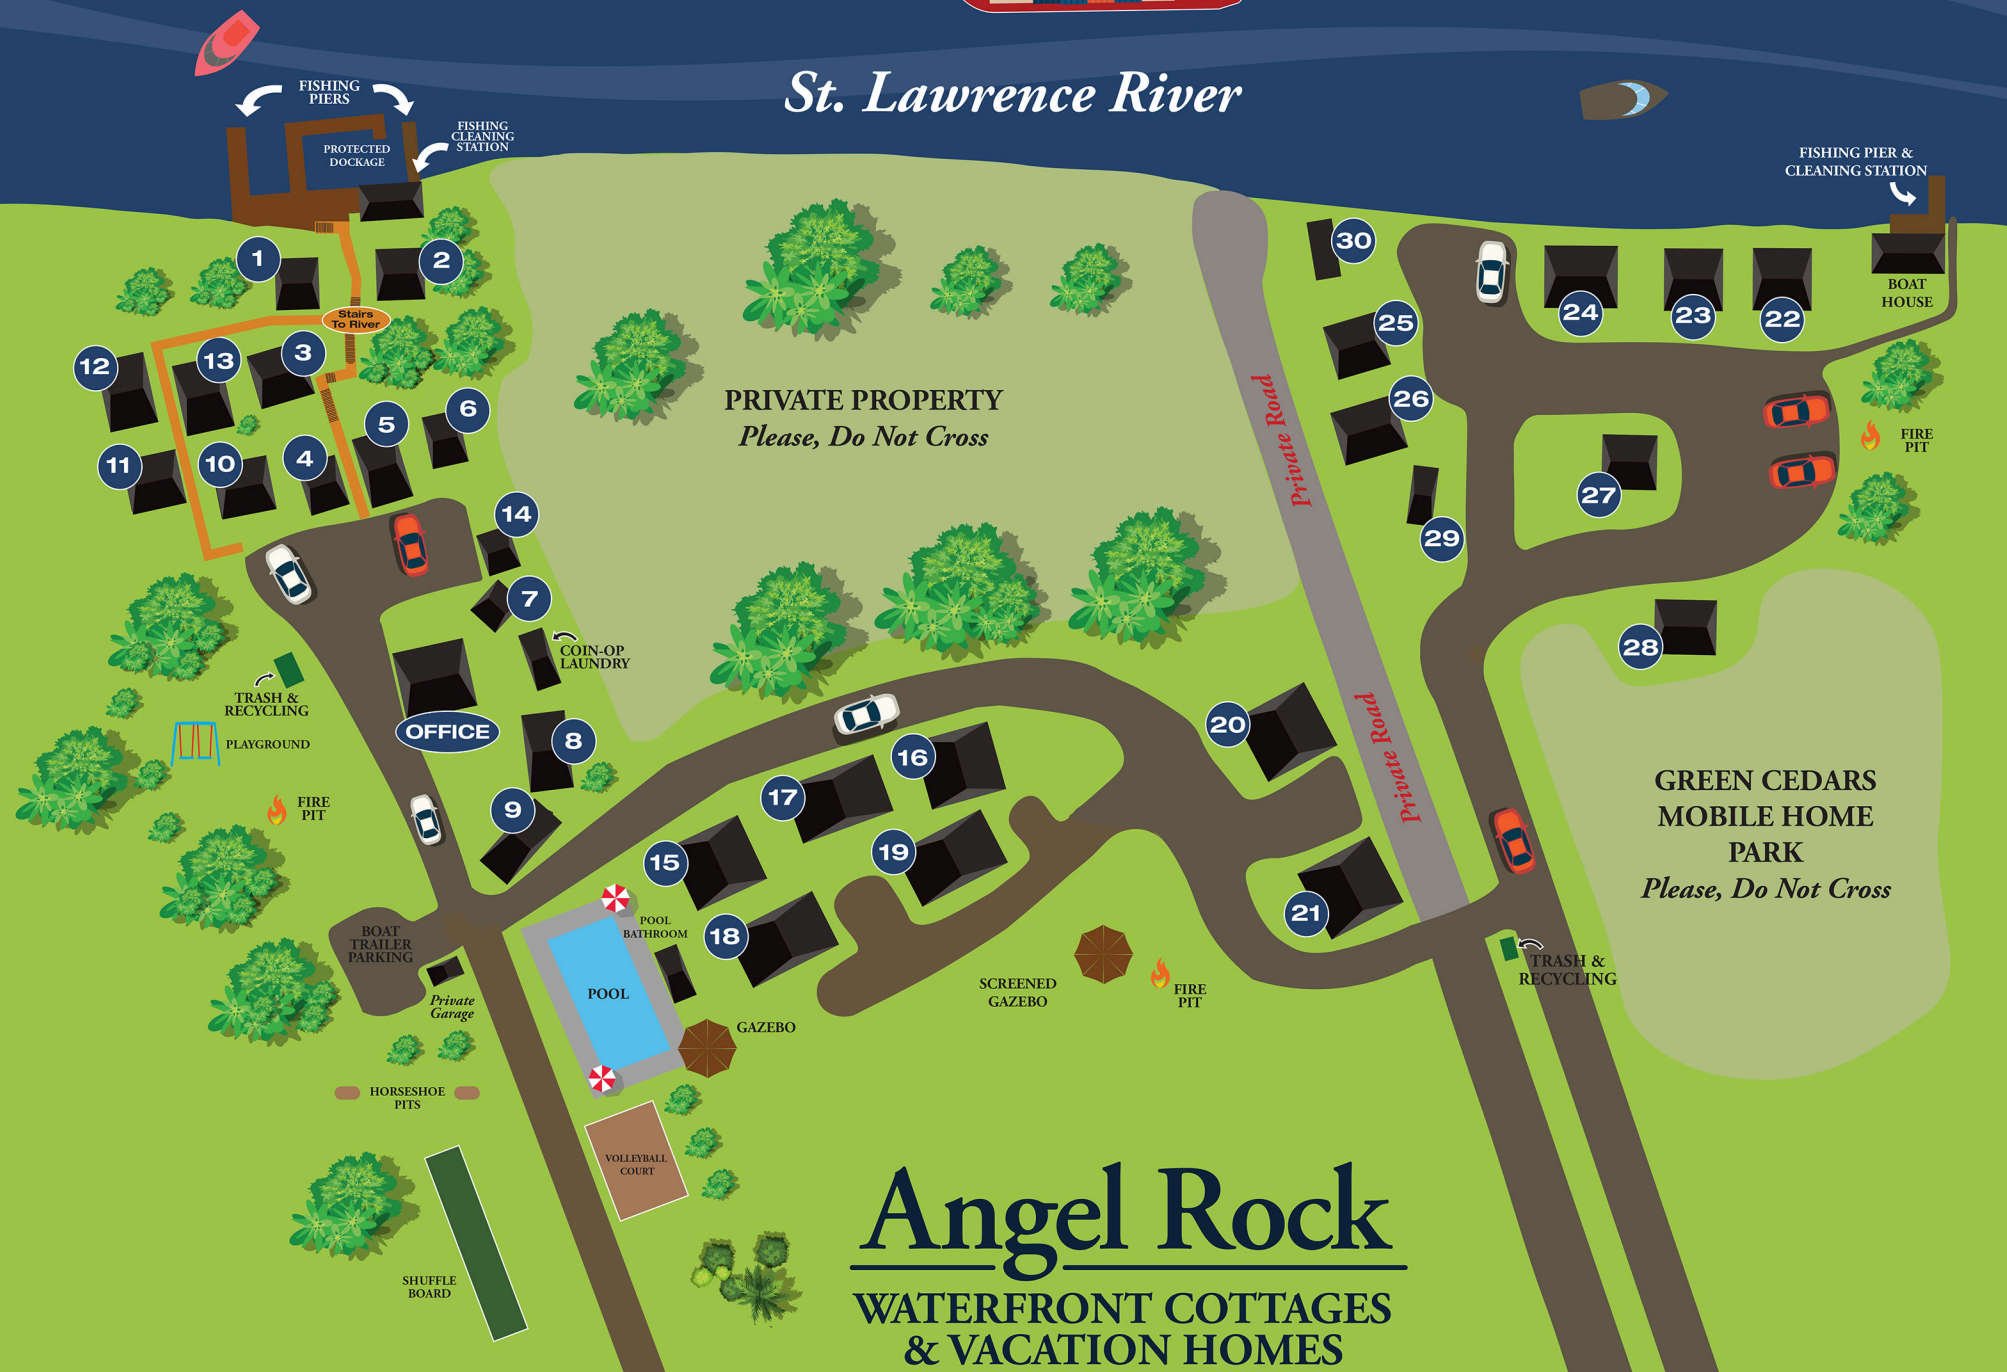 St. Lawrence River
FISHING
PIERS
FISHING
CLEANING
STATION
PROTECTED
DOCKAGE
FISHING PIER &
CLEANING STATION
BOAT
HOUSE
1
2
Stairs
To River
12
13
3
11
10
4
5
6
14
7
COIN-OP
LAUNDRY
TRASH &
RECYCLING
PLAYGROUND
OFFICE
8
FIRE
PIT
9
PRIVATE PROPERTY
Please, Do Not Cross
Private Road
Private Road
30
25
24
23
22
26
27
29
28
FIRE
PIT
20
16
17
15
19
18
21
GREEN CEDARS
MOBILE HOME
PARK
Please, Do Not Cross
TRASH &
RECYCLING
BOAT
TRAILER
PARKING
Private
Garage
POOL
BATHROOM
POOL
GAZEBO
SCREENED
GAZEBO
FIRE
PIT
HORSESHOE
PITS
VOLLEYBALL
COURT
SHUFFLE
BOARD
Angel Rock
WATERFRONT COTTAGES
& VACATION HOMES